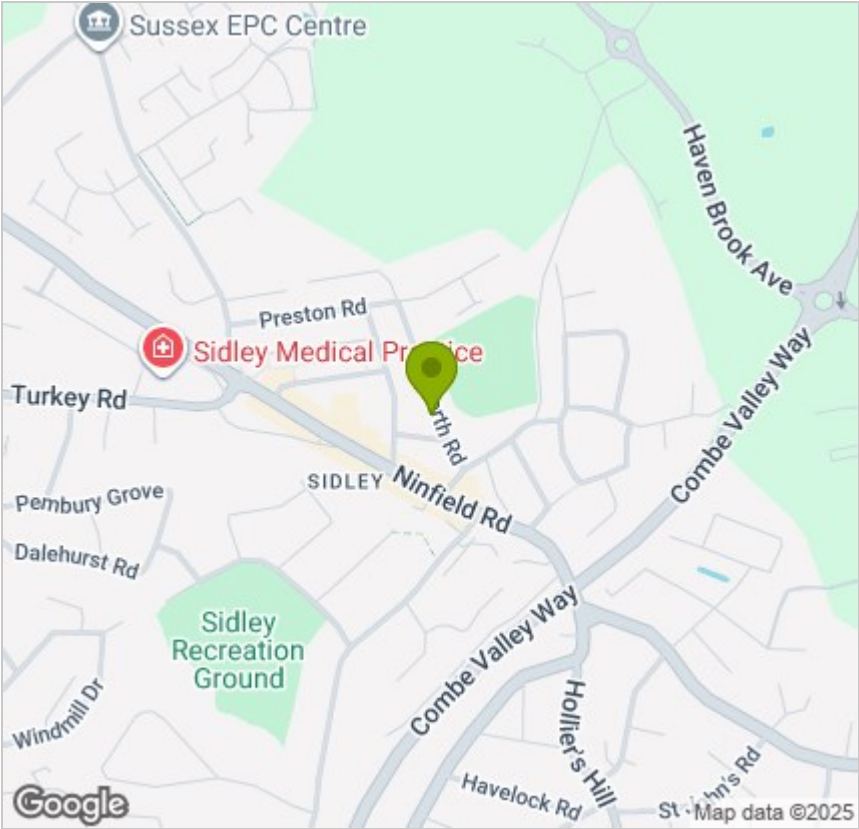 Sussex EPC Centre
Haven Brook Ave
Preston Rd
Sidley Medical Pr
ice
Turkey Rd
rth Rd
Combe Valley Way
SIDLEY
Ninfield Rd
Pembury Grove
Dalehurst Rd
Sidley
Recreation
Ground
Combe Valley Way
Windmill Dr
Hollier's Hill
Havelock Rd
St John's Rd
Google
Map data ©2025